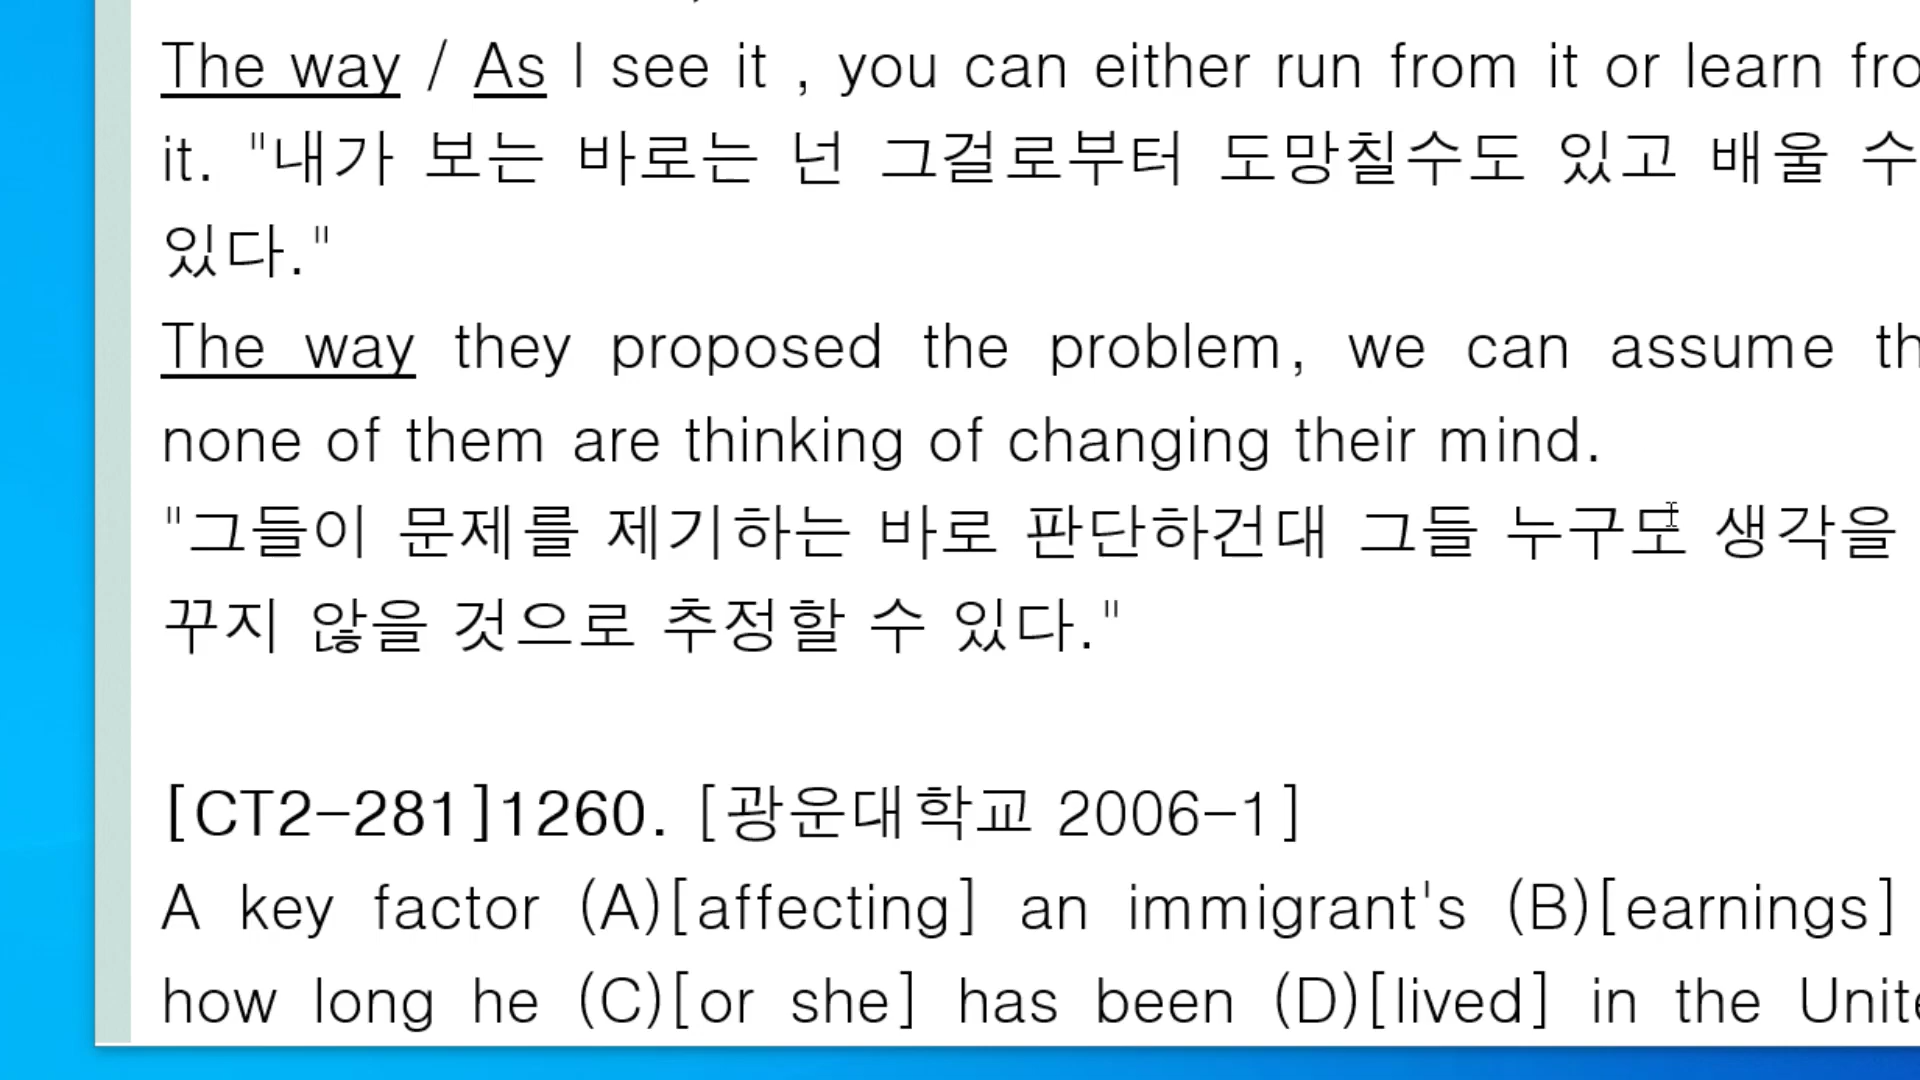 The way / As I see it , you can either run from it or learn
it. "내가 보는 바로는 넌 그걸로부터 도망칠수도 있고 배울 수
있다."
The way they proposed the problem, we can assume
none of them are thinking of changing their mind.
"그들이 문제를 제기하는 바로 판단하건대 그들 누구도 생각을
꾸지 않을 것으로 추정할 수 있다."
[CT2-281]1260. [광운대학교 2006-1]
A key factor (A)[affecting] an immigrant's (B)[earnings]
how long he (C)[or she] has been (D)[lived] in the